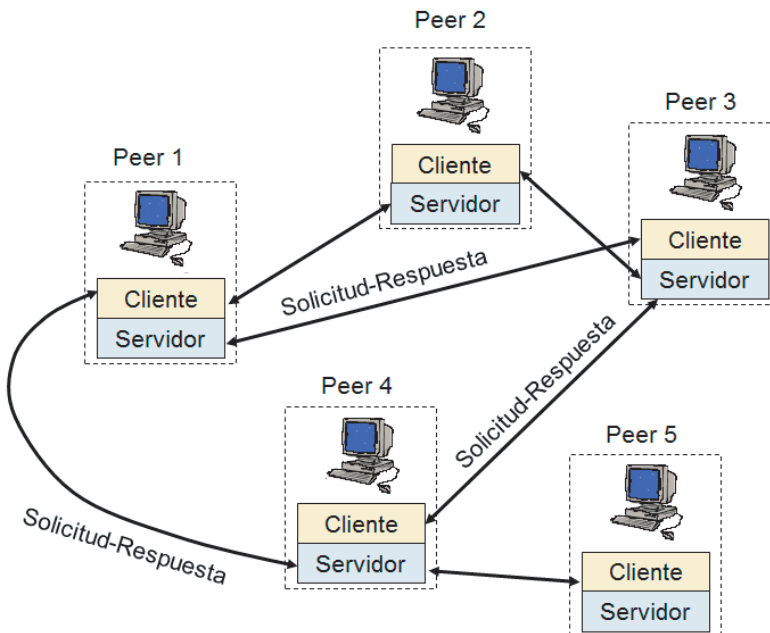 Peer 2
Cliente
Servidor
Peer 3
Cliente
Servidor
Peer 1
Cliente
Servidor
Solicitud-Respuesta
Solicitud-Respuesta
Peer 4
Cliente
Servidor
Peer 5
Cliente
Servidor
Solicitud-Respuesta